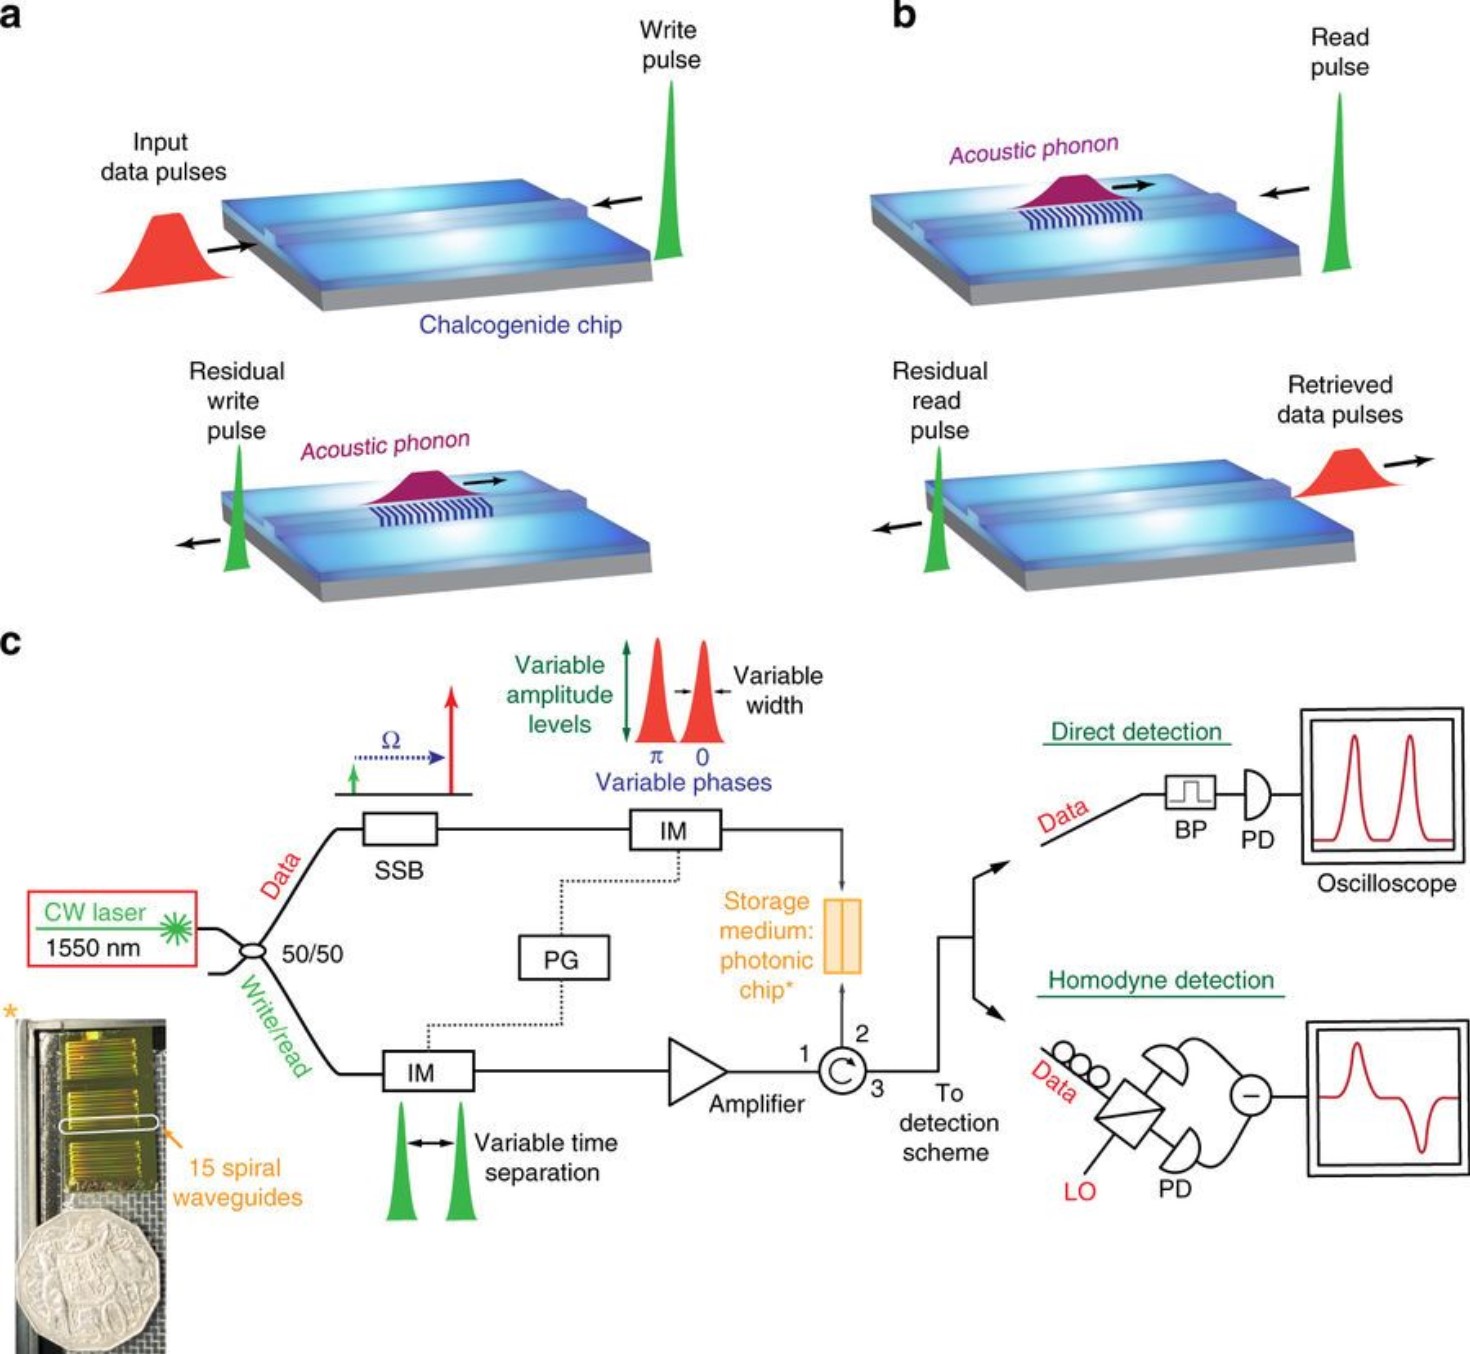 a
Write
pulse
Input
data pulses
Chalcogenide chip
Residual
write
pulse
Acoustic phonon
b
Read
pulse
Acoustic phonon
Residual
read
pulse
Retrieved
data pulses
c
Variable
amplitude
levels
Variable
width
π 0
Variable phases
Ω
SSB
IM
Data
CW laser
1550 nm
50/50
PG
Write/read
Storage
medium:
photonic
chip*
IM
Amplifier
1
2
3
To
detection
scheme
Variable time
separation
*
15 spiral
waveguides
Direct detection
Data
BP
PD
Oscilloscope
Homodyne detection
Data
LO
PD
−